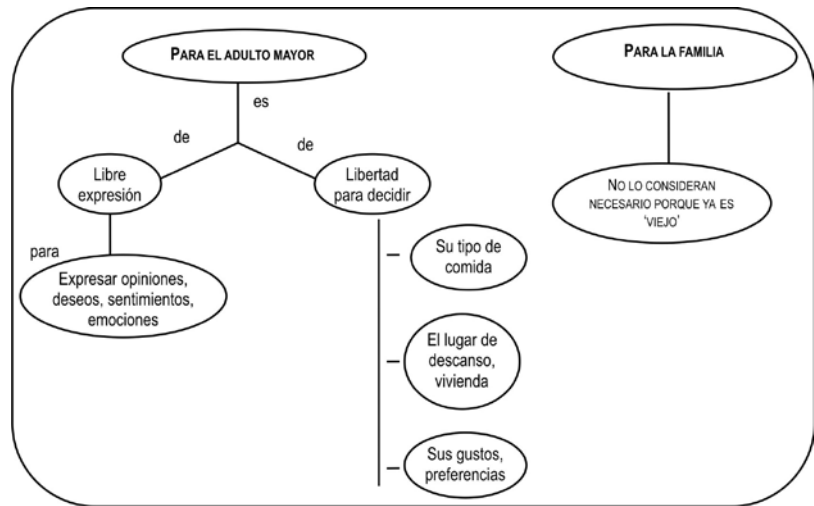 PARA EL ADULTO MAYOR
es
de
de
Libre
expresión
Libertad
para decidir
para
Expresar opiniones,
deseos, sentimientos,
emociones
Su tipo de
comida
El lugar de
descanso,
vivienda
Sus gustos,
preferencias
PARA LA FAMILIA
NO LO CONSIDERAN
NECESARIO PORQUE YA ES
'VIEJO'